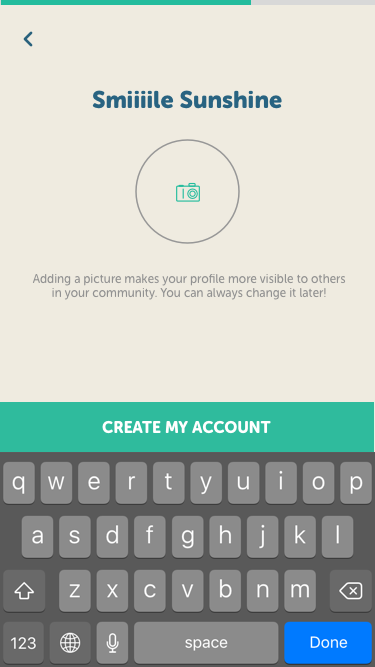 Smiiiile Sunshine
Adding a picture makes your profile more visible to others
in your community. You can always change it later!
CREATE MY ACCOUNT
q w e r t y u i o p
a s d f g h j k l
z x c v b n m
123 space Done